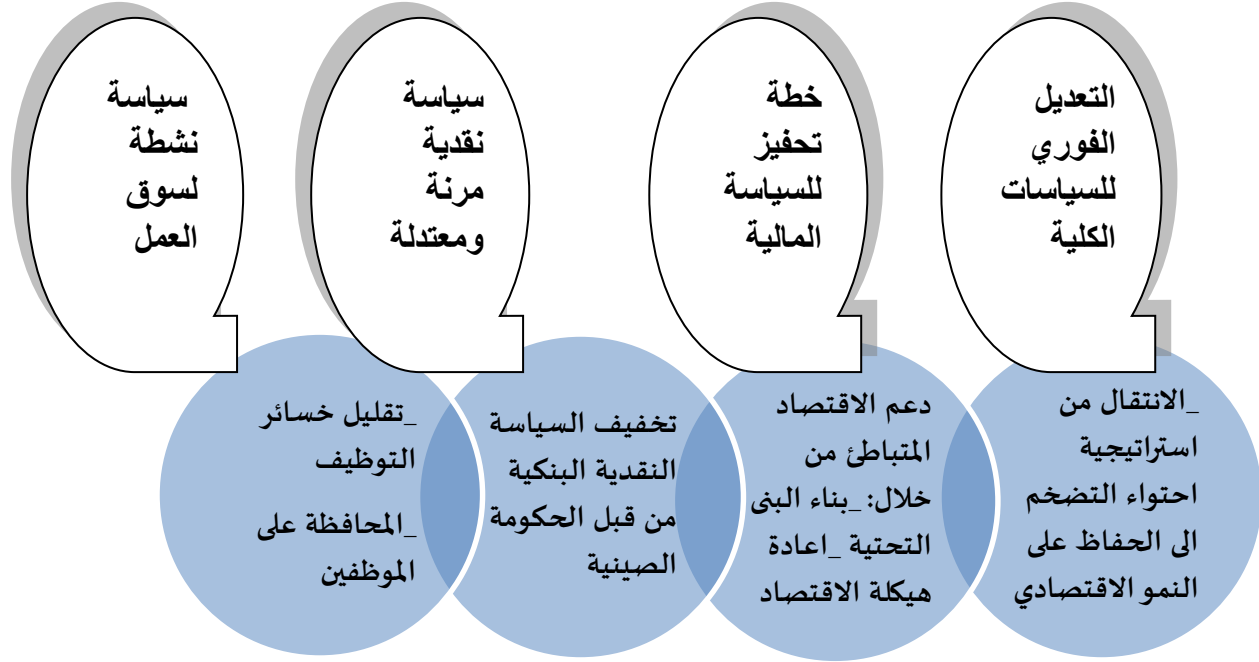 التعديل
الفوري
للسياسات
الكلية
خطة
تحفيز
للسياسة
المالية
سياسة
نقدية
مرنة
ومعتدلة
سياسة
نشطة
لسوق
العمل
_الانتقال من
استراتيجية
احتواء التضخم
الى الحفاظ على
النمو الاقتصادي
دعم الاقتصاد
المتباطئ من
خلال: _بناء البنى
التحتية _اعادة
هيكلة الاقتصاد
تخفيف السياسة
النقدية البنكية
من قبل الحكومة
الصينية
_تقليل خسائر
التوظيف
_المحافظة على
الموظفين